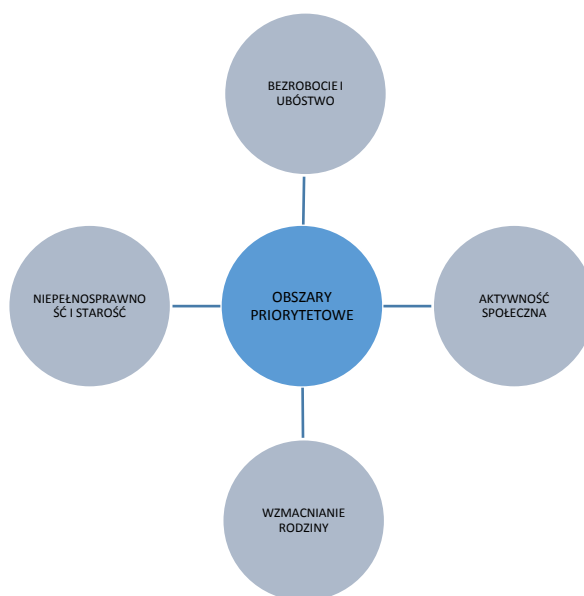 BEZROBOCIE I
UBÓSTWO
NIEPEŁNOSPRAWNO
ŚĆ I STAROŚĆ
OBSZARY
PRIORYTETOWE
AKTYWNOŚĆ
SPOŁECZNA
WZMACNIANIE
RODZINY